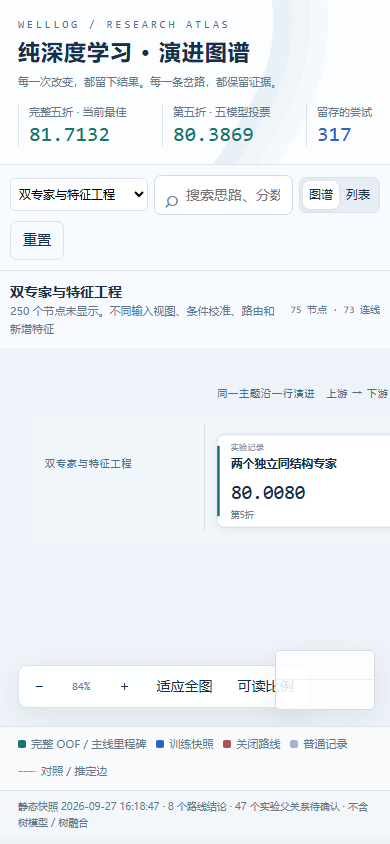 WELLLOG / RESEARCH ATLAS
纯深度学习 · 演进图谱
每一次改变，都留下结果。每一条岔路，都保留证据。
完整五折 · 当前最佳
81.7132
第五折 · 五模型投票
80.3869
留存的尝试
317
双专家与特征工程
搜索思路、分数
图谱
列表
重置
双专家与特征工程
250 个节点未显示。不同输入视图、条件校准、路由和
新增特征
75 节点 · 73 连线
同一主题沿一行演进 上游 → 下游
双专家与特征工程
实验记录
两个独立同结构专家
80.0080
第5折
−
84%
+
适应全图
可读比例
完整 OOF / 主线里程碑
训练快照
关闭路线
普通记录
对照 / 推定边
静态快照 2026-09-27 16:18:47 · 8 个路线结论 · 47 个实验父关系待确认 · 不含
树模型 / 树融合